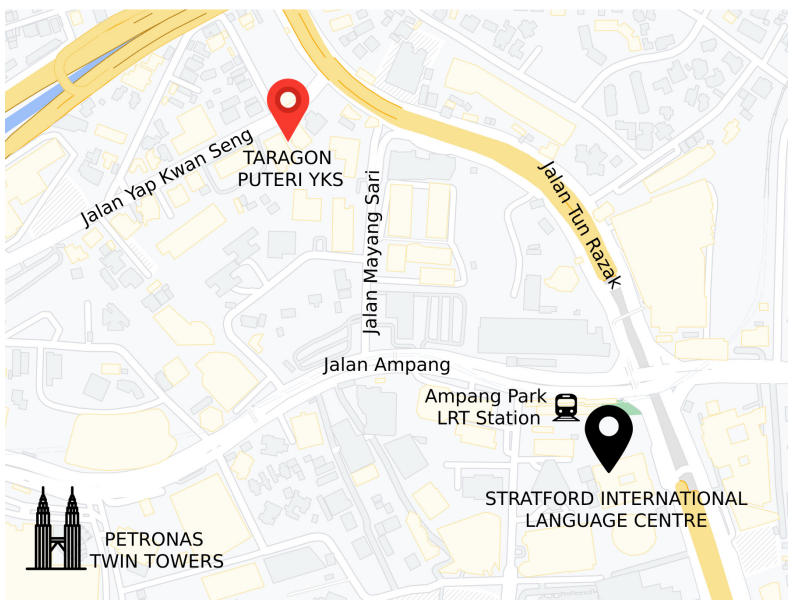 TARAGON
PUTERI YKS
Jalan Yap Kwan Seng
Jalan Mayang Sari
Jalan Tun Razak
Jalan Ampang
Ampang Park
LRT Station
STRATFORD INTERNATIONAL
LANGUAGE CENTRE
PETRONAS
TWIN TOWERS